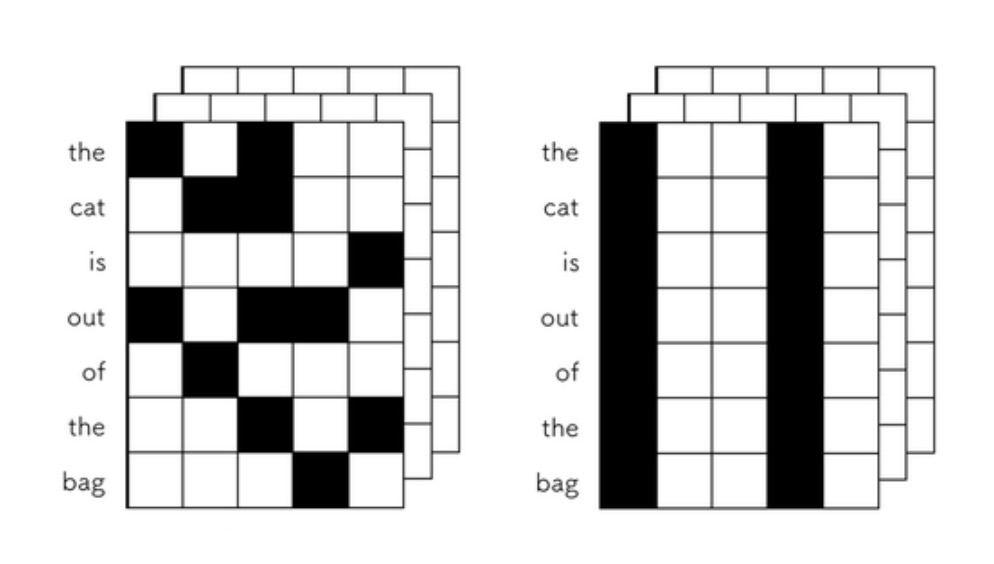 the
cat
is
out
of
the
bag
the
cat
is
out
of
the
bag